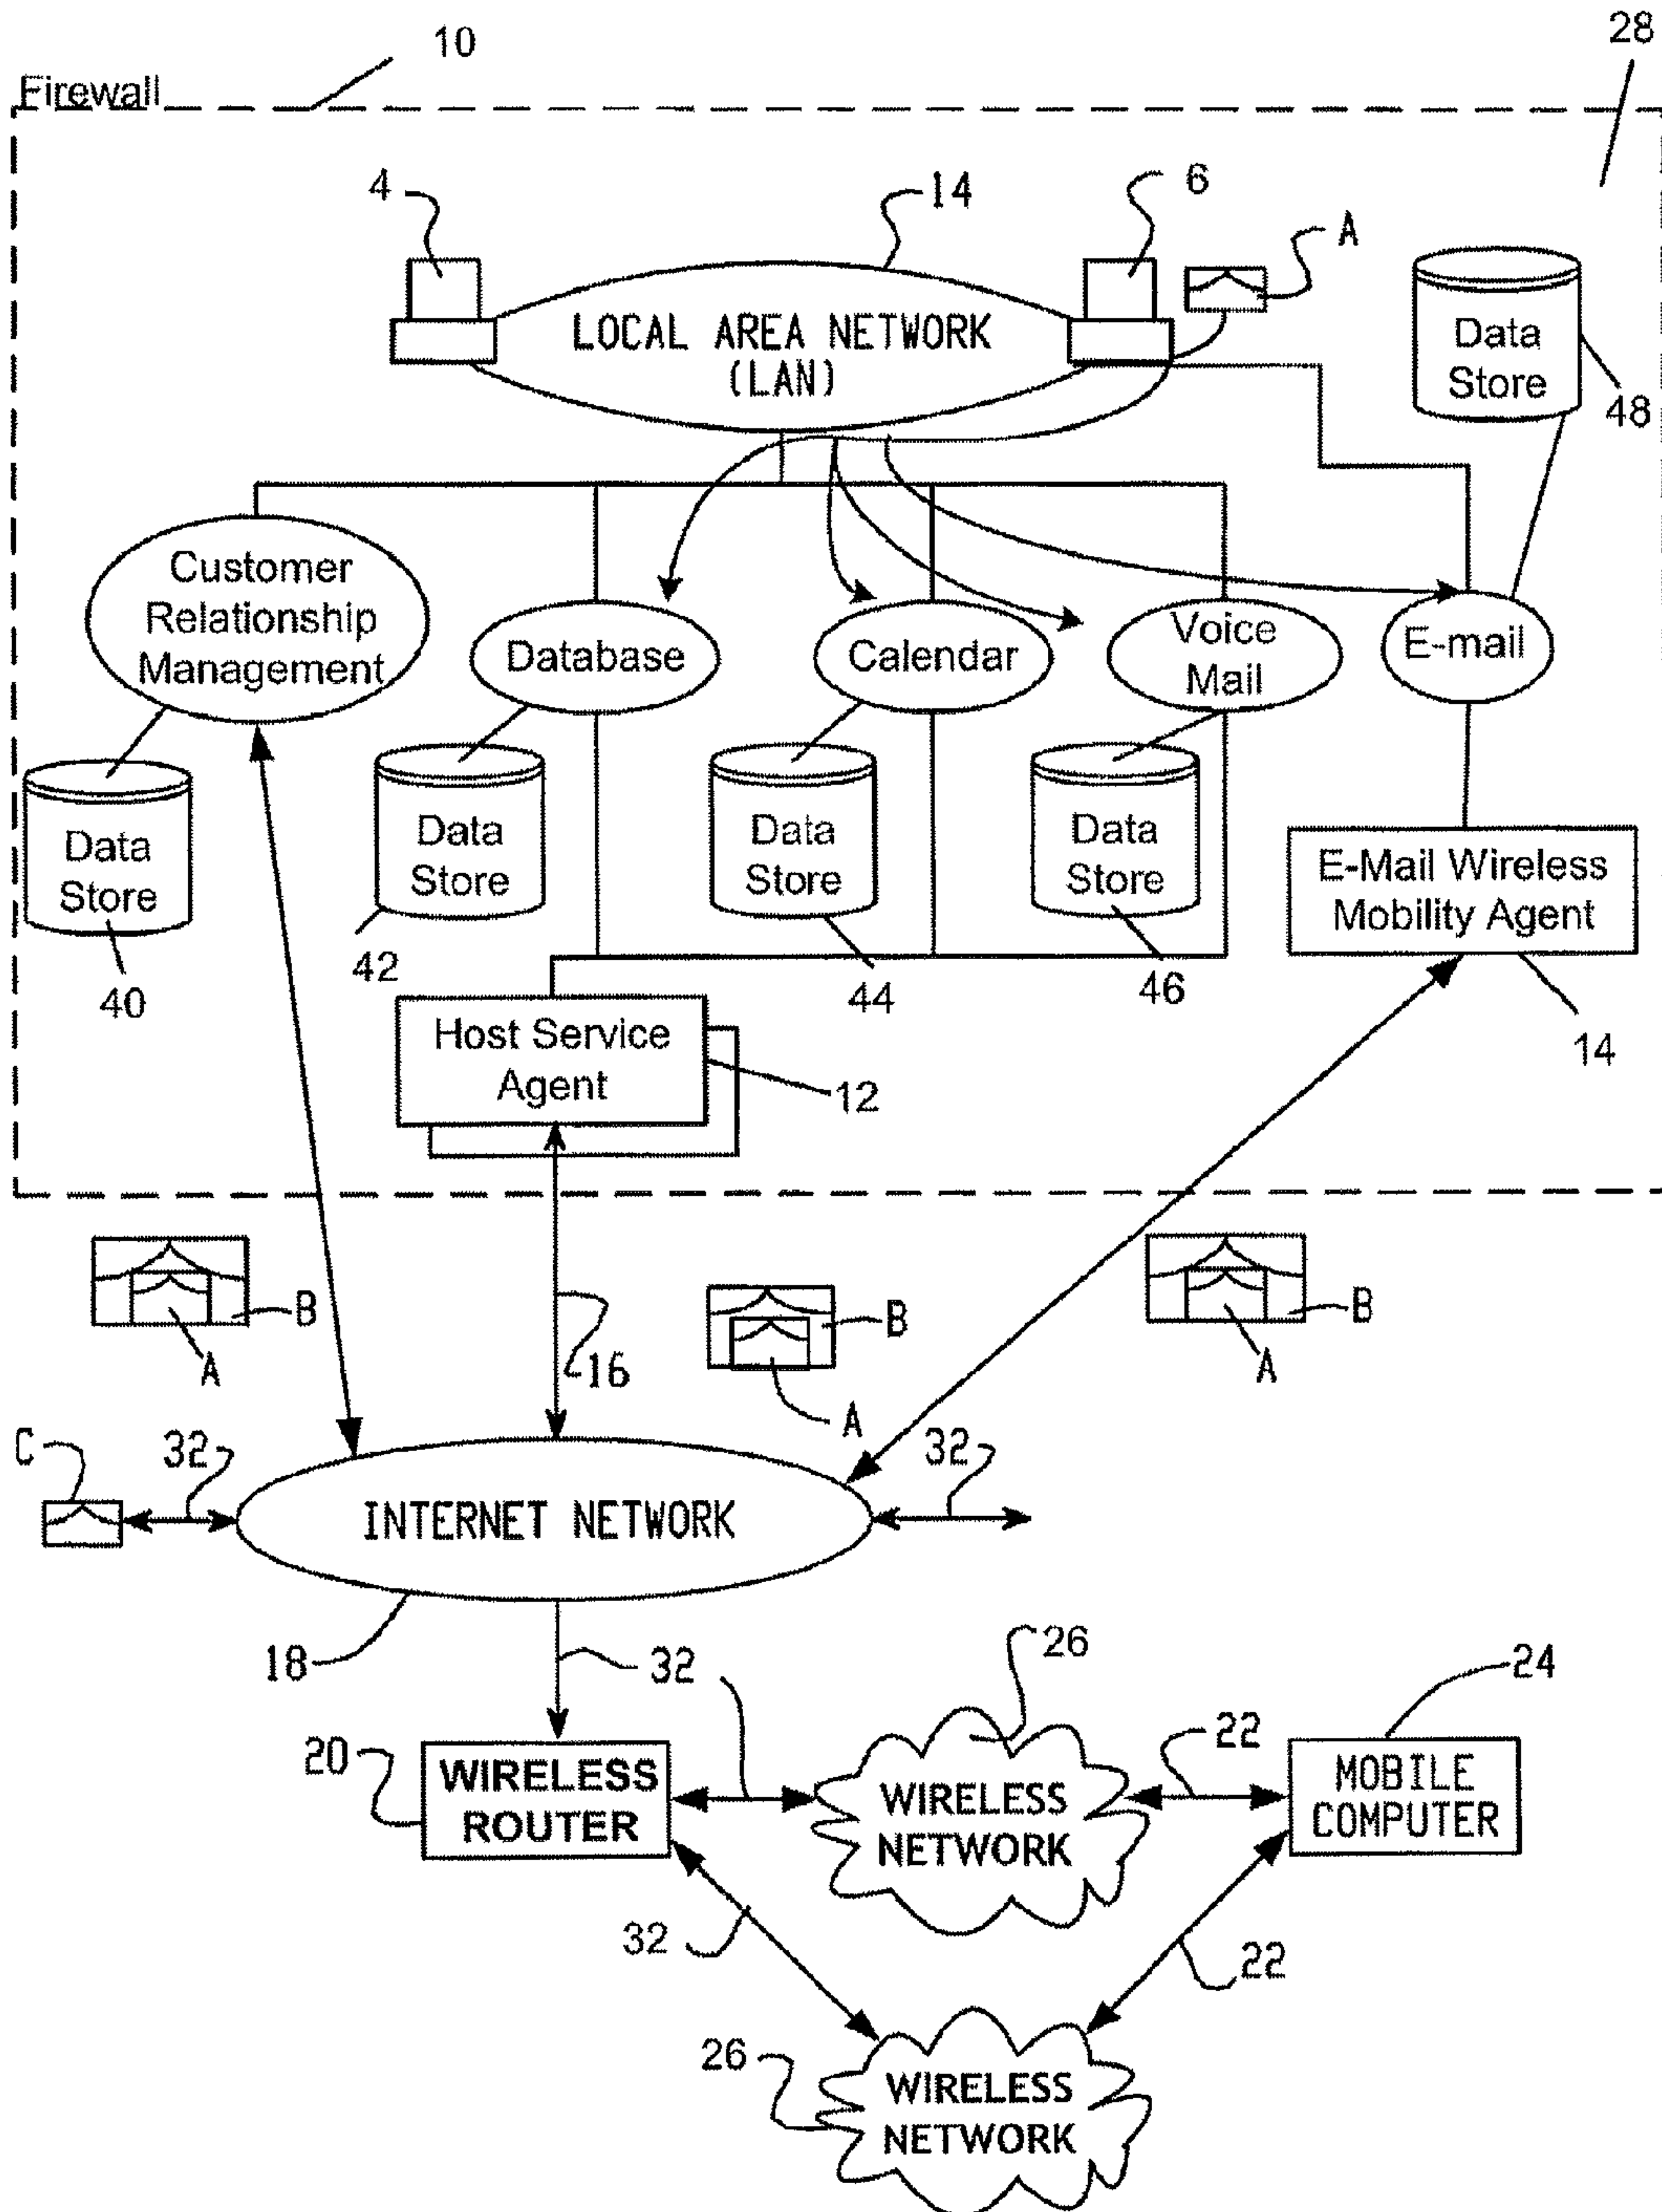 10
28
Firewall
4
14
6
A
LOCAL AREA NETWORK
(LAN)
Data
Store
48
Customer
Relationship
Management
Database
Calendar
Voice
Mail
E-mail
Data
Store
40
Data
Store
42
Data
Store
44
Data
Store
46
E-Mail Wireless
Mobility Agent
14
Host Service
Agent
12
B
A
16
B
A
B
A
C
32
INTERNET NETWORK
32
18
32
26
24
20
WIRELESS
ROUTER
WIRELESS
NETWORK
22
MOBILE
COMPUTER
32
22
26
WIRELESS
NETWORK